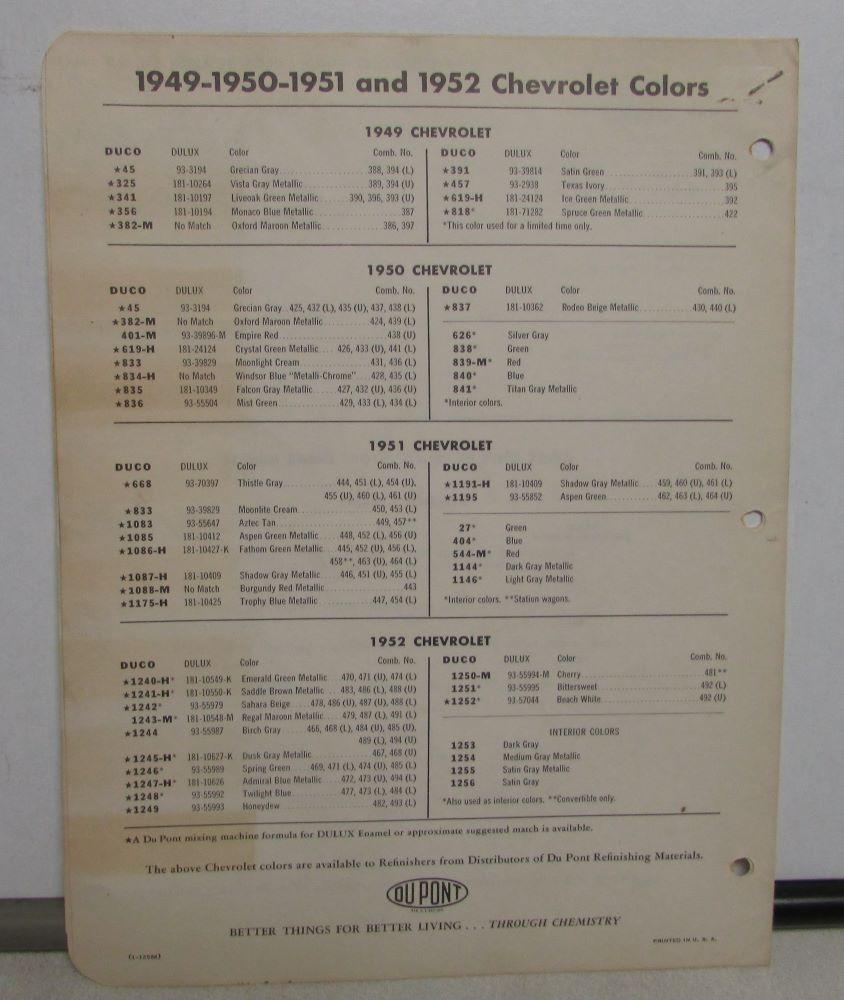 1949-1950-1951 and 1952 Chevrolet Colors
1949 CHEVROLET
DUCO DULUX Color Comb. No.
★45 93-3194 Grecian Gray 388, 394 (L)
★325 181-10264 Vista Gray Metallic 389, 394 (U)
★341 181-10197 Liveoak Green Metallic 390, 396, 393 (U)
★356 181-10194 Monaco Blue Metallic 387
★382-M No Match Oxford Maroon Metallic 386, 397
DUCO DULUX Color Comb. No.
★391 93-39814 Satin Green 391, 393 (L)
★457 93-2938 Texas Ivory 395
★619-H 181-24124 Ice Green Metallic 392
★818* 181-71282 Spruce Green Metallic 422
*This color used for a limited time only.
1950 CHEVROLET
DUCO DULUX Color Comb. No.
★45 93-3194 Grecian Gray 425, 432 (L), 435 (U), 437, 438 (L)
★382-M No Match Oxford Maroon Metallic 424, 439 (L)
401-M 93-39896-M Empire Red 438 (U)
★619-H 181-24124 Crystal Green Metallic 426, 433 (U), 441 (L)
★833 93-39829 Moonlight Cream 431, 436 (L)
★834-H No Match Windsor Blue "Metalli-Chrome" 428, 435 (L)
★835 181-10349 Falcon Gray Metallic 427, 432 (U), 436 (U)
★836 93-55504 Mist Green 429, 433 (L), 434 (L)
DUCO DULUX Color Comb. No.
★837 181-10362 Rodeo Beige Metallic 430, 440 (L)
626* Silver Gray
838* Green
839-M* Red
840* Blue
841* Titan Gray Metallic
*Interior colors.
1951 CHEVROLET
DUCO DULUX Color Comb. No.
★668 93-70397 Thistle Gray 444, 451 (L), 454 (U),
455 (U), 460 (L), 461 (U)
★833 93-39829 Moonlite Cream 450, 453 (L)
★1083 93-55647 Aztec Tan 449, 457**
★1085 181-10412 Aspen Green Metallic 448, 452 (L), 456 (U)
★1086-H 181-10427-K Fathom Green Metallic 445, 452 (U), 456 (L),
458**, 463 (U), 464 (L)
★1087-H 181-10409 Shadow Gray Metallic 446, 451 (U), 455 (L)
★1088-M No Match Burgundy Red Metallic 443
★1175-H 181-10425 Trophy Blue Metallic 447, 454 (L)
DUCO DULUX Color Comb. No.
★1191-H 181-10409 Shadow Gray Metallic 459, 460 (U), 461 (L)
★1195 93-55852 Aspen Green 462, 463 (L), 464 (U)
27* Green
404* Blue
544-M* Red
1144* Dark Gray Metallic
1146* Light Gray Metallic
*Interior colors. **Station wagons.
1952 CHEVROLET
DUCO DULUX Color Comb. No.
★1240-H* 181-10549-K Emerald Green Metallic 470, 471 (U), 474 (L)
★1241-H* 181-10550-K Saddle Brown Metallic 483, 486 (L), 488 (U)
★1242* 93-55979 Sahara Beige 478, 486 (U), 487 (U), 488 (L)
1243-M* 181-10548-M Regal Maroon Metallic 479, 487 (L), 491 (L)
★1244 93-55987 Birch Gray 466, 468 (L), 484 (U), 485 (U),
489 (L), 494 (U)
★1245-H* 181-10627-K Dusk Gray Metallic 467, 468 (U)
★1246* 93-55989 Spring Green 469, 471 (L), 474 (U), 485 (L)
★1247-H* 181-10626 Admiral Blue Metallic 472, 473 (U), 494 (L)
★1248* 93-55992 Twilight Blue 477, 473 (L), 484 (L)
★1249 93-55993 Honeydew 482, 493 (L)
DUCO DULUX Color Comb. No.
1250-M 93-55994-M Cherry 481**
1251* 93-55995 Bittersweet 492 (L)
★1252* 93-57044 Beach White 492 (U)
INTERIOR COLORS
1253 Dark Gray
1254 Medium Gray Metallic
1255 Satin Gray Metallic
1256 Satin Gray
*Also used as interior colors. **Convertible only.
★A Du Pont mixing machine formula for DULUX Enamel or approximate suggested match is available.
The above Chevrolet colors are available to Refinishers from Distributors of Du Pont Refinishing Materials.
DU PONT
BETTER THINGS FOR BETTER LIVING . . . THROUGH CHEMISTRY
PRINTED IN U. S. A.